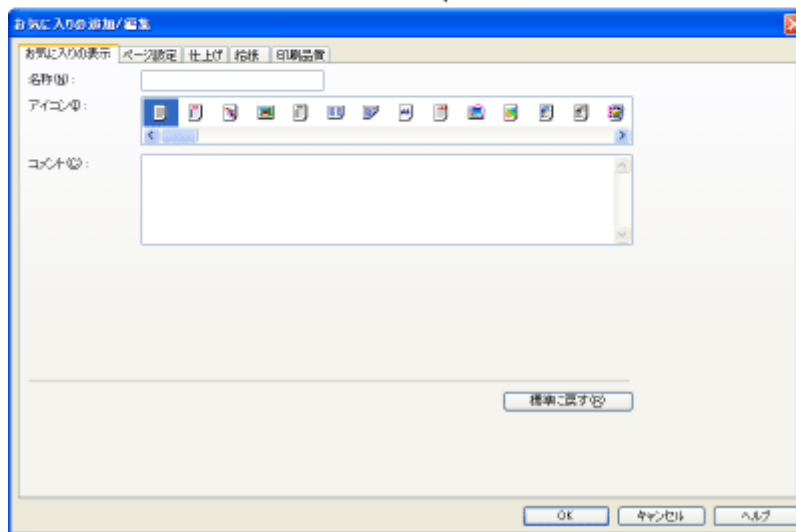 お気に入りの追加/編集
お気に入りの表示 ページ設定 仕上げ 給紙 印刷品質
名称(N):
アイコン(I):
コメント(C):
標準に戻す(R)
OK キャンセル ヘルプ